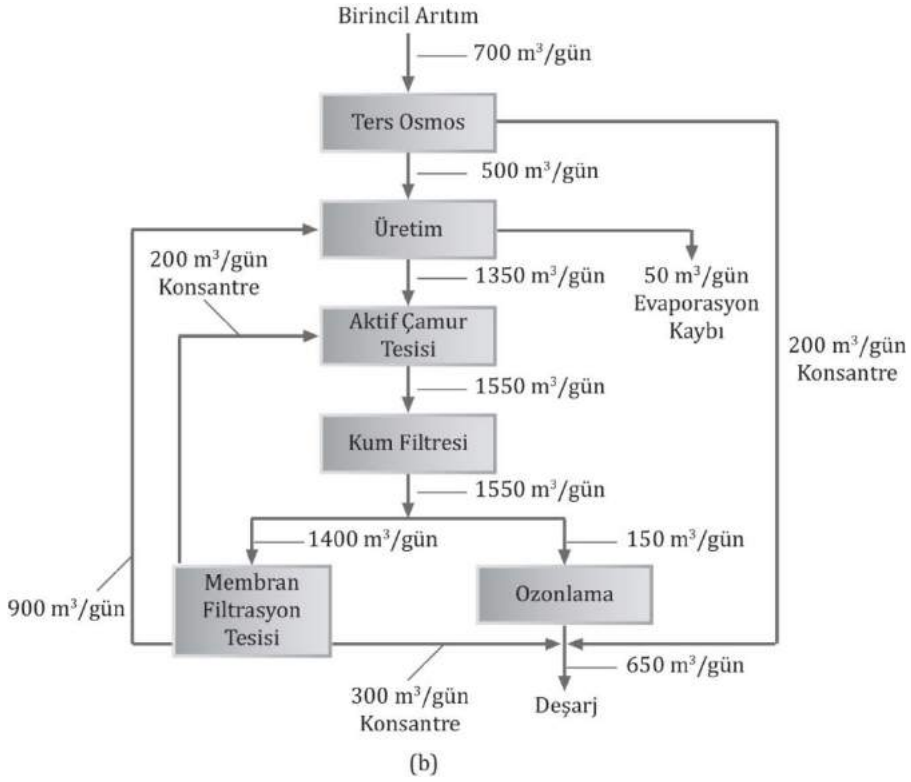 Birincil Arıtım
700 m³/gün
Ters Osmos
500 m³/gün
Üretim
200 m³/gün
Konsantre
1350 m³/gün
50 m³/gün
Evaporasyon
Kaybı
Aktif Çamur
Tesisi
200 m³/gün
Konsantre
1550 m³/gün
Kum Filtresi
1550 m³/gün
1400 m³/gün
150 m³/gün
900 m³/gün
Membran
Filtrasyon
Tesisi
Ozonlama
650 m³/gün
300 m³/gün
Konsantre
Deşarj
(b)